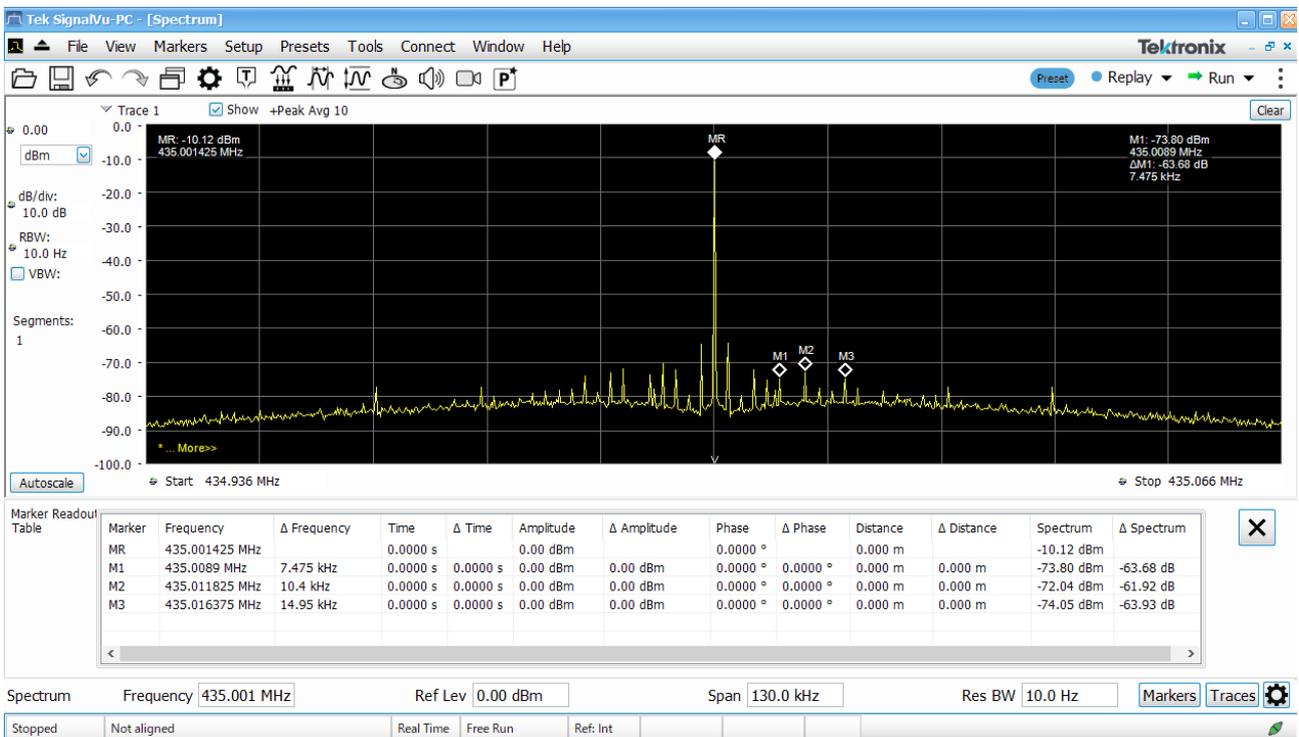 Tek SignalVu-PC - [Spectrum]
File View Markers Setup Presets Tools Connect Window Help
Tektronix
T
N
P*
Preset
Replay
Run
Trace 1
Show
+Peak Avg 10
Clear
0.00
dBm
dB/div:
10.0 dB
RBW:
10.0 Hz
VBW:
Segments:
1
Autoscale
0.0
-10.0
-20.0
-30.0
-40.0
-50.0
-60.0
-70.0
-80.0
-90.0
-100.0
MR: -10.12 dBm
435.001425 MHz
MR
M1: -73.80 dBm
435.0089 MHz
ΔM1: -63.68 dB
7.475 kHz
M1
M2
M3
* ... More>>
Start 434.936 MHz
Stop 435.066 MHz
Marker Readout
Table
Marker Frequency Δ Frequency Time Δ Time Amplitude Δ Amplitude Phase Δ Phase Distance Δ Distance Spectrum Δ Spectrum
MR 435.001425 MHz 0.0000 s 0.00 dBm 0.0000 ° 0.000 m -10.12 dBm
M1 435.0089 MHz 7.475 kHz 0.0000 s 0.0000 s 0.00 dBm 0.00 dBm 0.0000 ° 0.0000 ° 0.000 m 0.000 m -73.80 dBm -63.68 dB
M2 435.011825 MHz 10.4 kHz 0.0000 s 0.0000 s 0.00 dBm 0.00 dBm 0.0000 ° 0.0000 ° 0.000 m 0.000 m -72.04 dBm -61.92 dB
M3 435.016375 MHz 14.95 kHz 0.0000 s 0.0000 s 0.00 dBm 0.00 dBm 0.0000 ° 0.0000 ° 0.000 m 0.000 m -74.05 dBm -63.93 dB
Spectrum Frequency 435.001 MHz Ref Lev 0.00 dBm Span 130.0 kHz Res BW 10.0 Hz Markers Traces
Stopped Not aligned Real Time Free Run Ref: Int